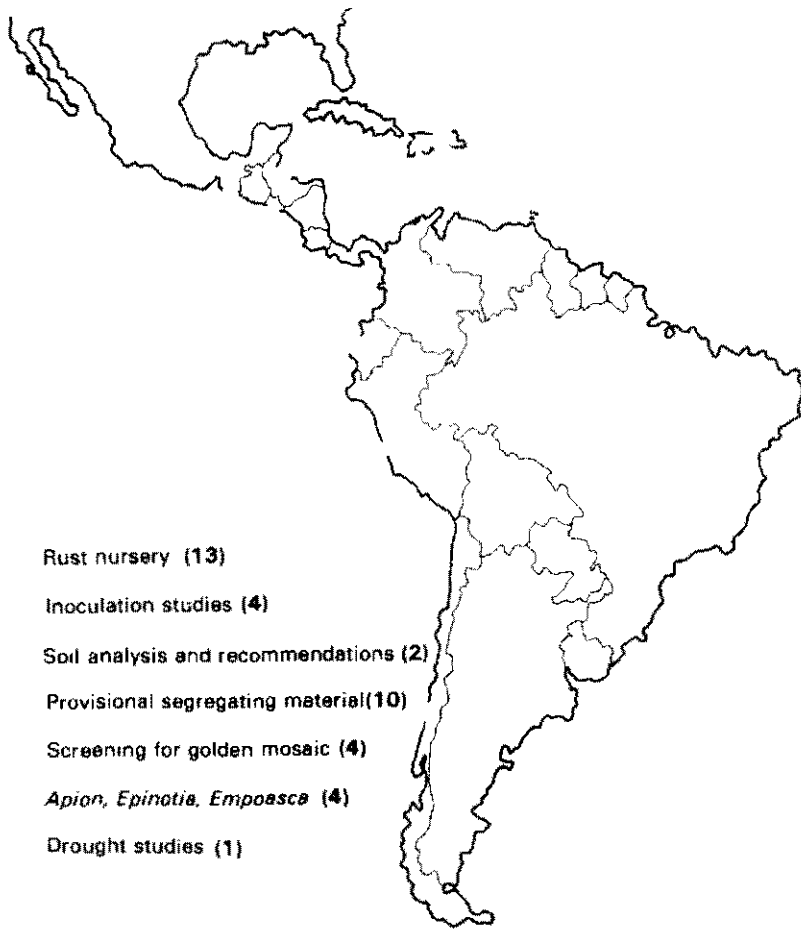 Rust nursery (13)
Inoculation studies (4)
Soil analysis and recommendations (2)
Provisional segregating material(10)
Screening for golden mosaic (4)
Apion, Epinotia, Empoasca (4)
Drought studies (1)